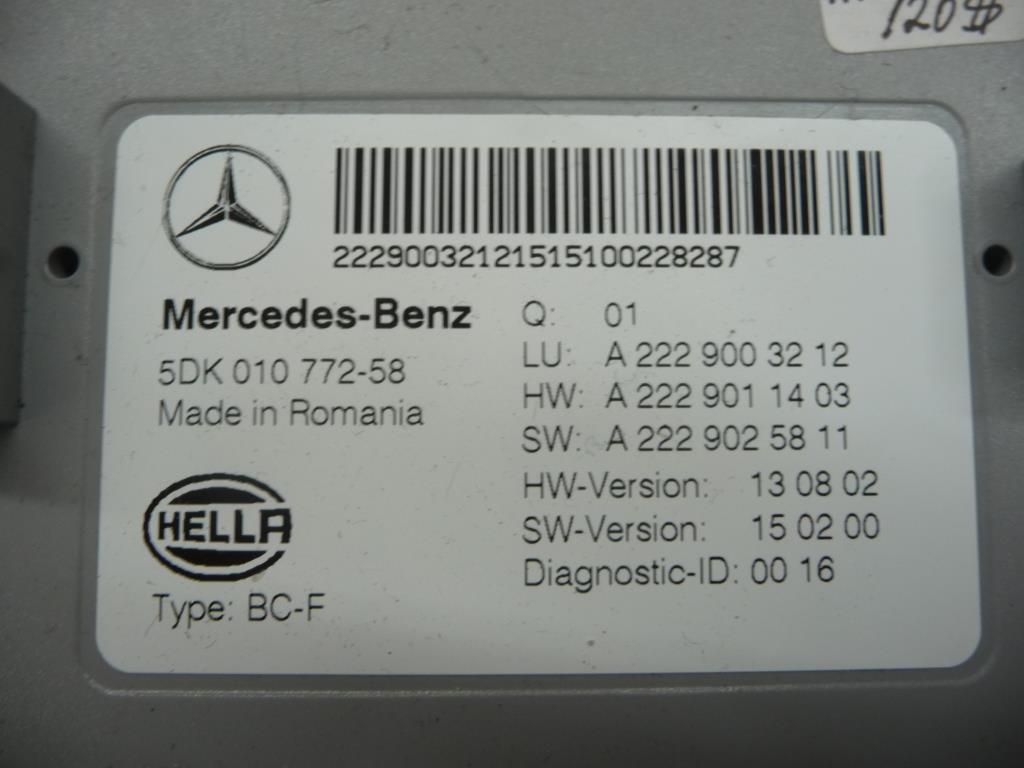 120$
2229003212151510022 8287
Mercedes-Benz
5DK 010 772-58
Made in Romania
HELLA
Type: BC-F
Q: 01
LU: A 222 900 32 12
HW: A 222 901 14 03
SW: A 222 902 58 11
HW-Version: 13 08 02
SW-Version: 15 02 00
Diagnostic-ID: 00 16